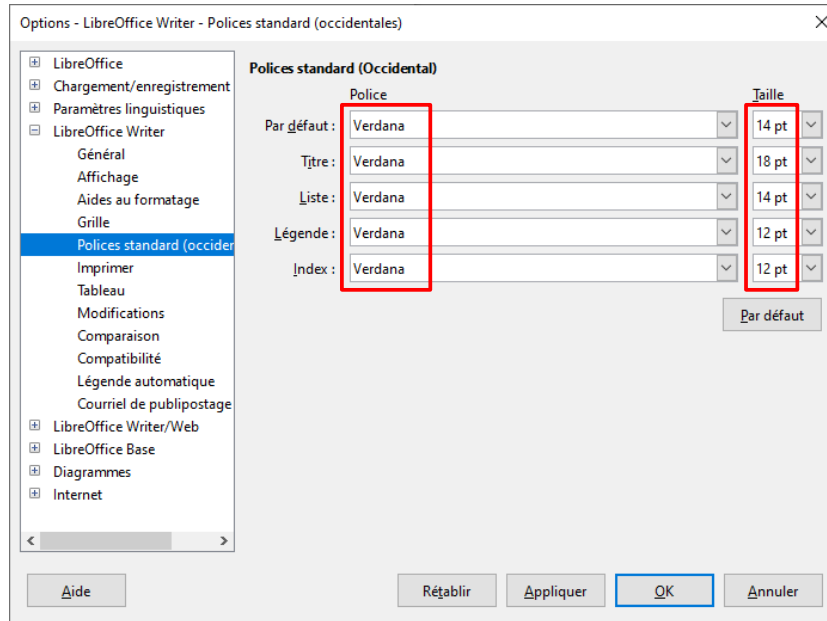 Options - LibreOffice Writer - Polices standard (occidentales)
LibreOffice
Chargement/enregistrement
Paramètres linguistiques
LibreOffice Writer
Général
Affichage
Aides au formatage
Grille
Polices standard (occiden
Imprimer
Tableau
Modifications
Comparaison
Compatibilité
Légende automatique
Courriel de publipostage
LibreOffice Writer/Web
LibreOffice Base
Diagrammes
Internet
Polices standard (Occidental)
Police Taille
Par défaut : Verdana 14 pt
Titre : Verdana 18 pt
Liste : Verdana 14 pt
Légende : Verdana 12 pt
Index : Verdana 12 pt
Par défaut
Aide Rétablir Appliquer OK Annuler